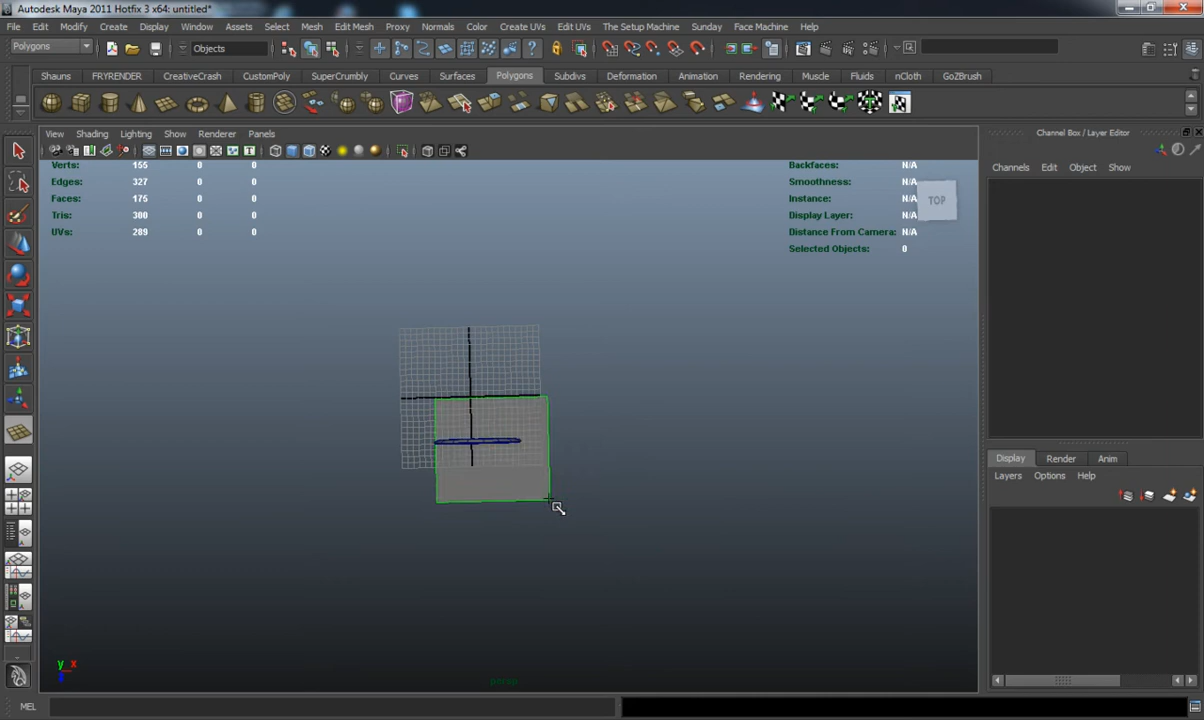 Autodesk Maya 2011 Hotfix 3 x64: untitled*
File Edit Modify Create Display Window Assets Select Mesh Edit Mesh Proxy Normals Color Create UVs Edit UVs The Setup Machine Sunday Face Machine Help
Polygons Objects
Shauns FRYRENDER CreativeCrash CustomPoly SuperCrumbly Curves Surfaces Polygons Subdivs Deformation Animation Rendering Muscle Fluids nCloth GoZBrush
View Shading Lighting Show Renderer Panels
Channel Box / Layer Editor
Channels Edit Object Show
Verts: 155 0 0 Backfaces: N/A
Edges: 327 0 0 Smoothness: N/A
Faces: 175 0 0 Instance: N/A
TOP
Tris: 300 0 0 Display Layer: N/A
UVs: 289 0 0 Distance From Camera: N/A
Selected Objects: 0
Display Render Anim
Layers Options Help
y x
persp
MEL